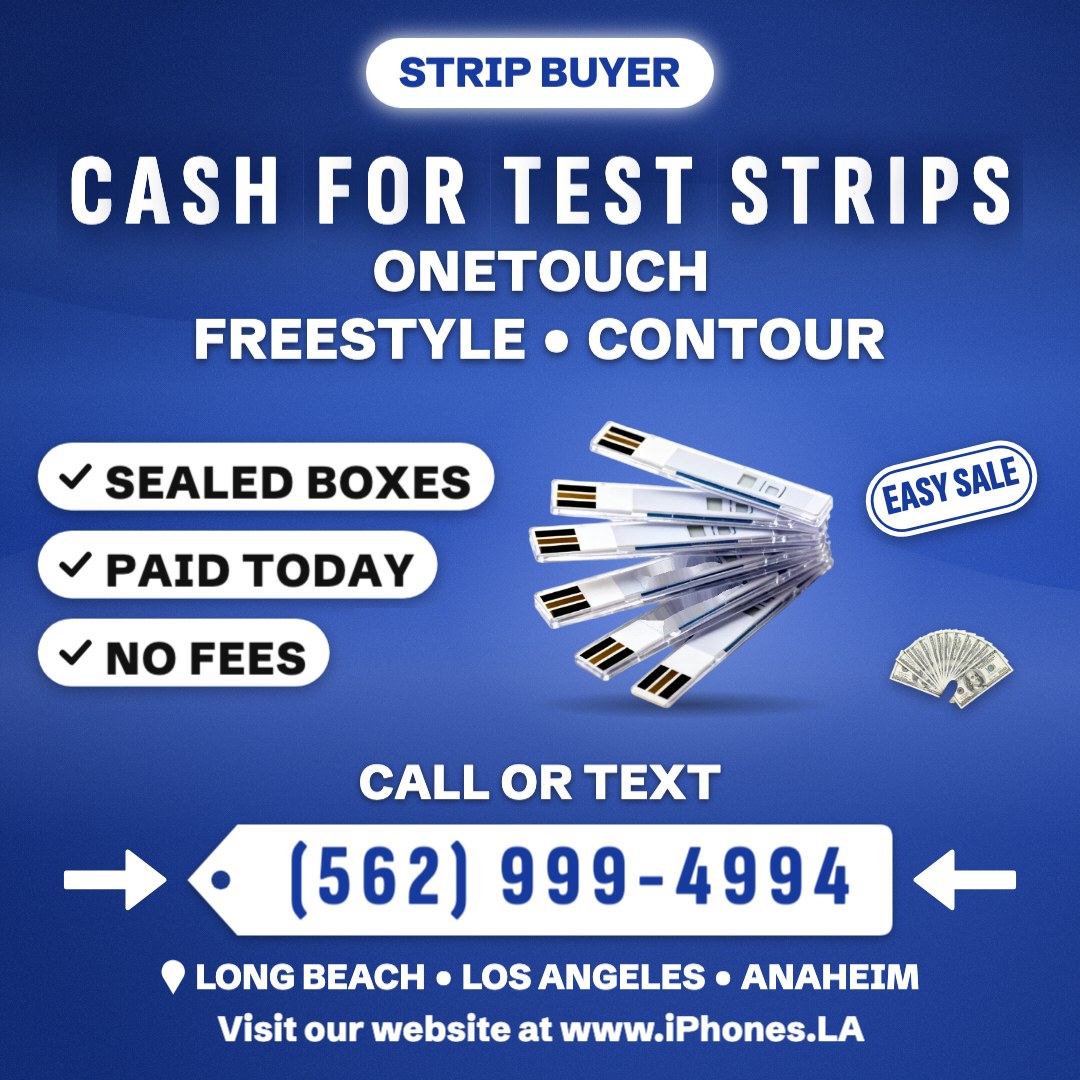 STRIP BUYER
CASH FOR TEST STRIPS
ONETOUCH
FREESTYLE • CONTOUR
✓ SEALED BOXES
✓ PAID TODAY
✓ NO FEES
EASY SALE
CALL OR TEXT
(562) 999-4994
LONG BEACH • LOS ANGELES • ANAHEIM
Visit our website at www.iPhones.LA